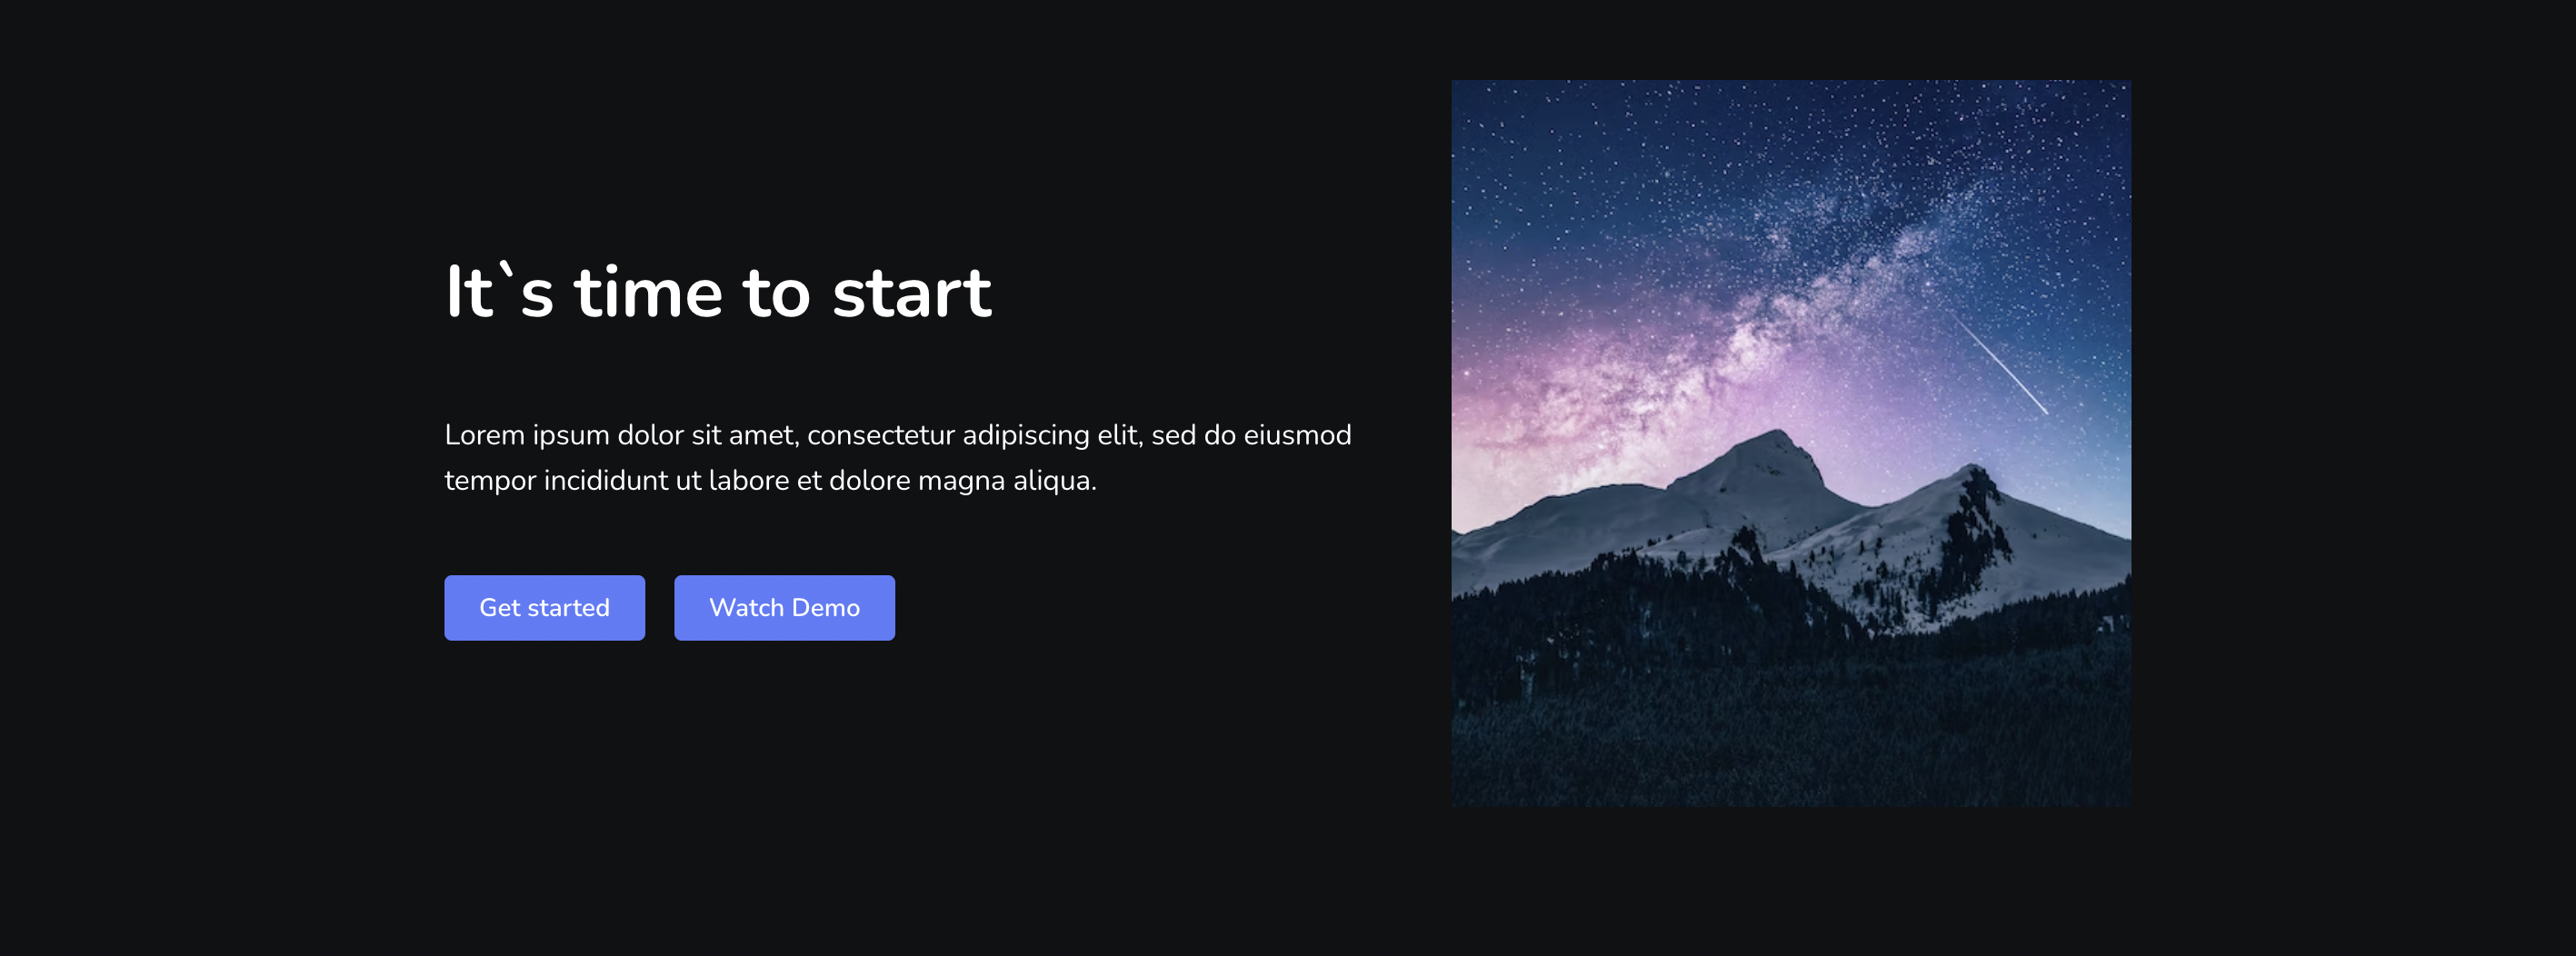 It`s time to start
Lorem ipsum dolor sit amet, consectetur adipiscing elit, sed do eiusmod
tempor incididunt ut labore et dolore magna aliqua.
Get started
Watch Demo